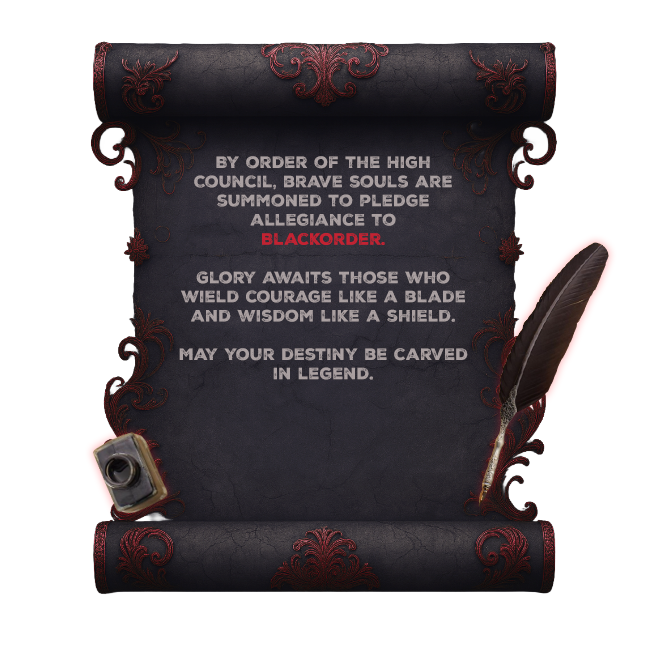 BY ORDER OF THE HIGH
COUNCIL, BRAVE SOULS ARE
SUMMONED TO PLEDGE
ALLEGIANCE TO
BLACKORDER.
GLORY AWAITS THOSE WHO
WIELD COURAGE LIKE A BLADE
AND WISDOM LIKE A SHIELD.
MAY YOUR DESTINY BE CARVED
IN LEGEND.